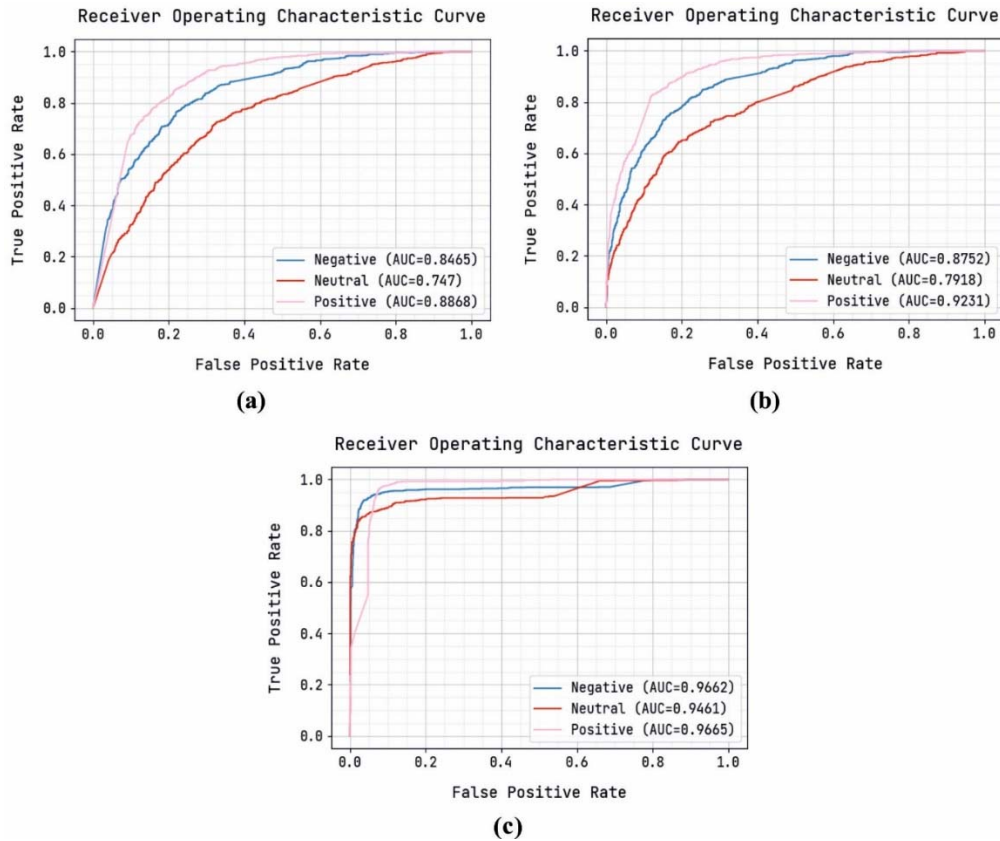 Receiver Operating Characteristic Curve
True Positive Rate
1.0
0.8
0.6
0.4
0.2
0.0
Negative (AUC=0.8465)
Neutral (AUC=0.747)
Positive (AUC=0.8868)
0.0 0.2 0.4 0.6 0.8 1.0
False Positive Rate
(a)
Receiver Operating Characteristic Curve
True Positive Rate
1.0
0.8
0.6
0.4
0.2
0.0
Negative (AUC=0.8752)
Neutral (AUC=0.7918)
Positive (AUC=0.9231)
0.0 0.2 0.4 0.6 0.8 1.0
False Positive Rate
(b)
Receiver Operating Characteristic Curve
True Positive Rate
1.0
0.8
0.6
0.4
0.2
0.0
Negative (AUC=0.9662)
Neutral (AUC=0.9461)
Positive (AUC=0.9665)
0.0 0.2 0.4 0.6 0.8 1.0
False Positive Rate
(c)